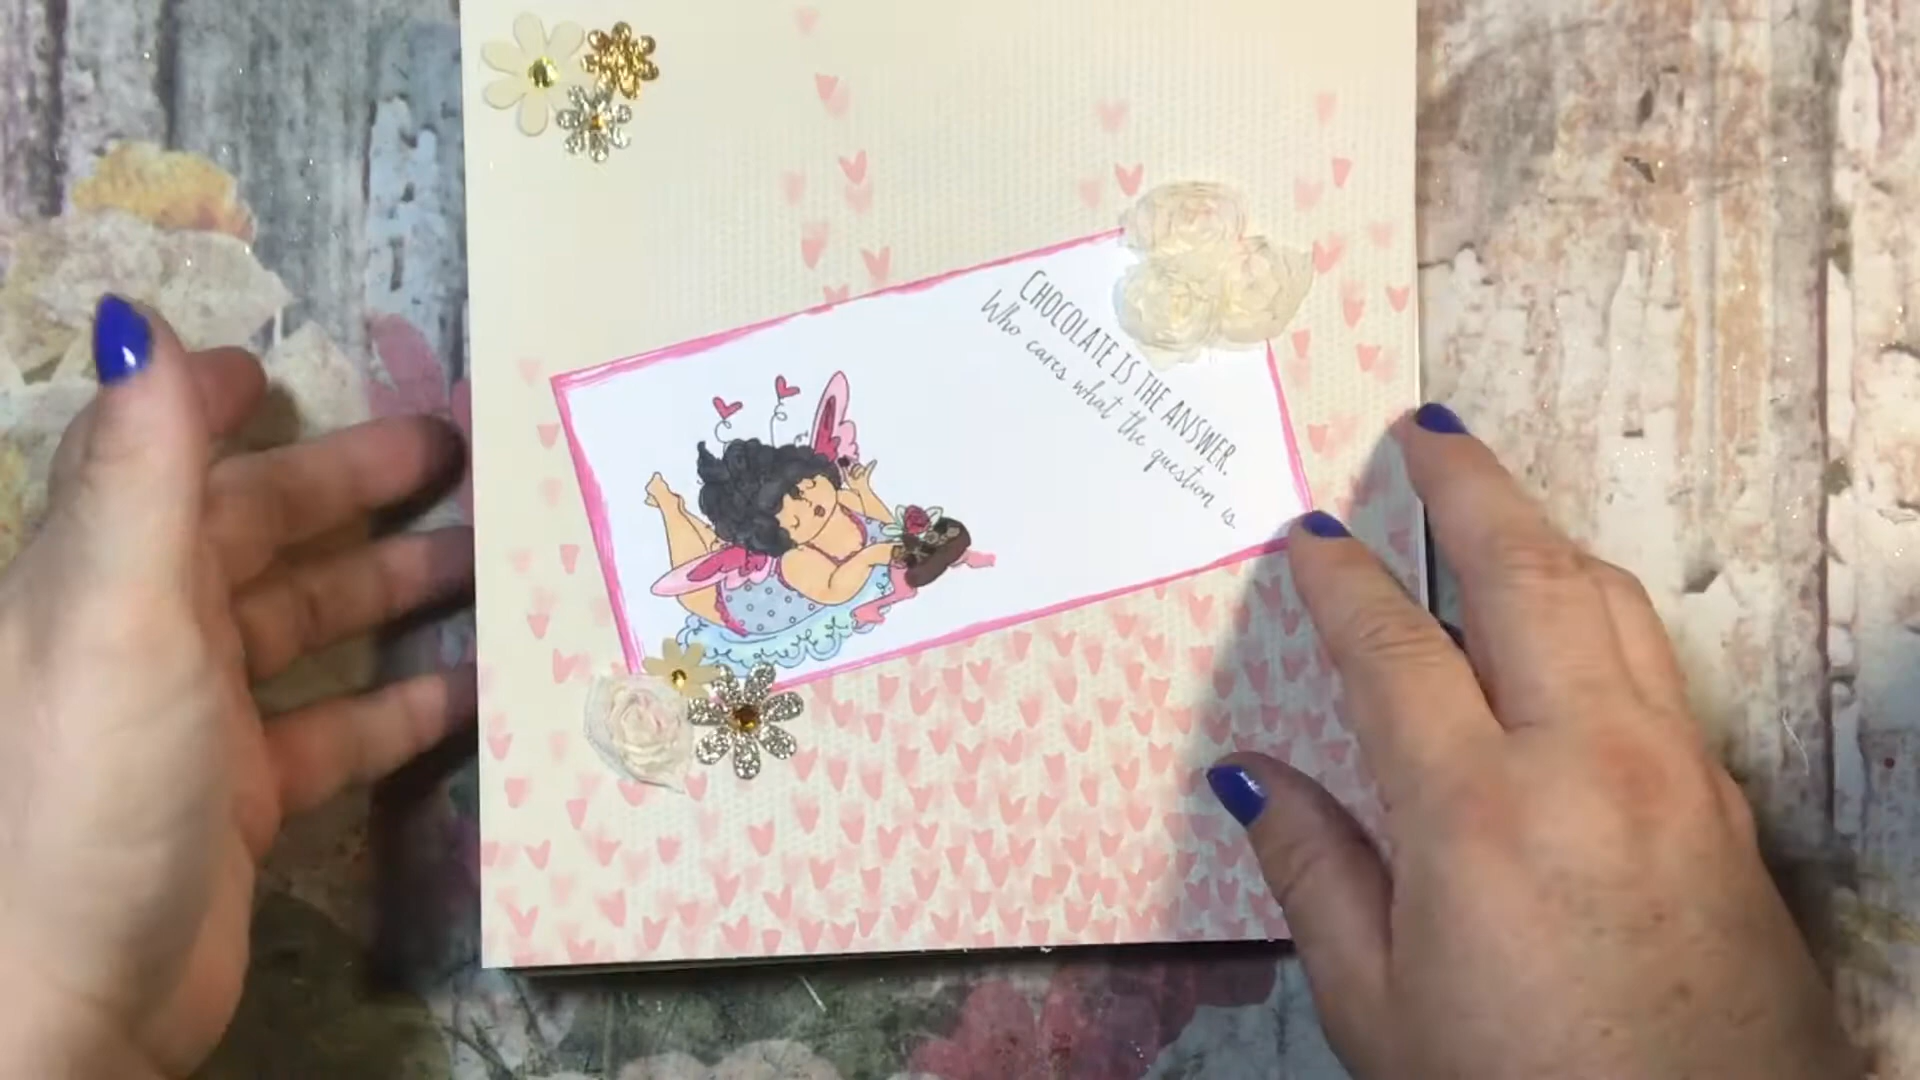 CHOCOLATE IS THE ANSWER.
Who cares what the question is.